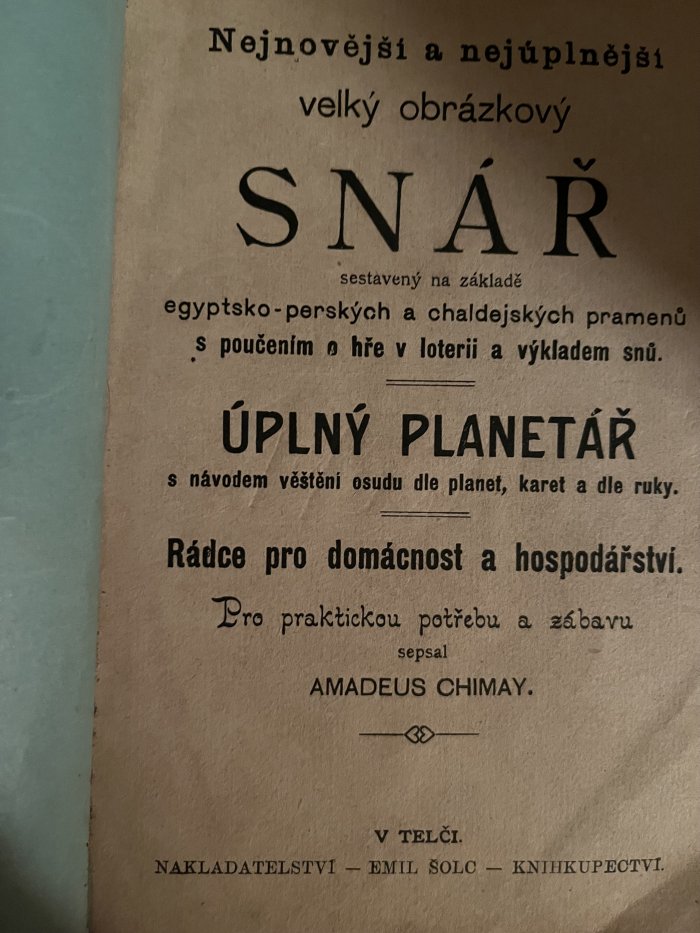 Nejnovější a nejúplnější
velký obrázkový
SNÁŘ
sestavený na základě
egyptsko-perských a chaldejských pramenů
s poučením o hře v loterii a výkladem snů.
ÚPLNÝ PLANETÁŘ
s návodem věštění osudu dle planet, karet a dle ruky.
Rádce pro domácnost a hospodářství.
Pro praktickou potřebu a zábavu
sepsal
AMADEUS CHIMAY.
V TELČI.
NAKLADATELSTVÍ — EMIL ŠOLC — KNIHKUPECTVÍ.